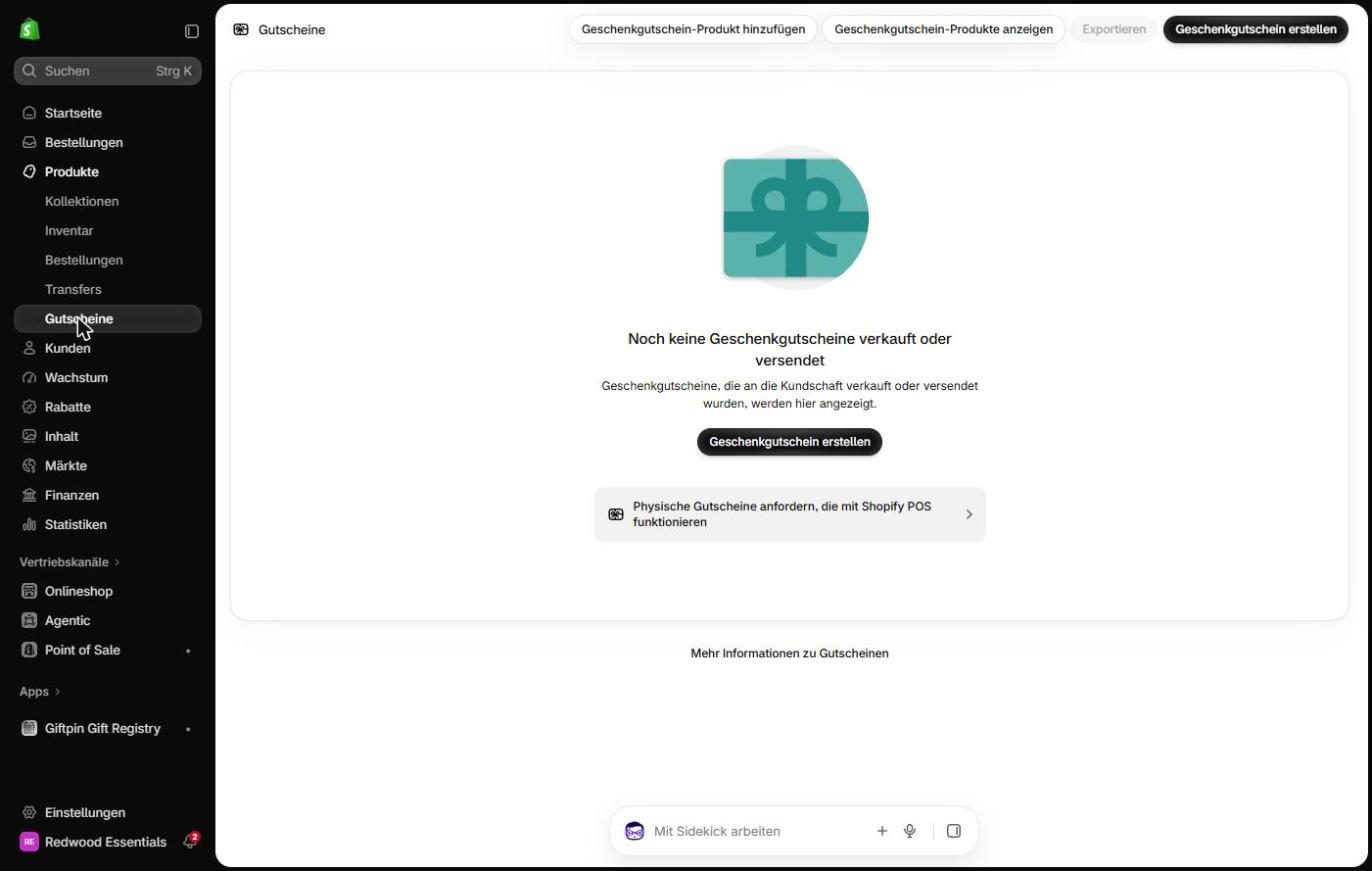 Suchen
Strg K
Startseite
Bestellungen
Produkte
Kollektionen
Inventar
Bestellungen
Transfers
Gutscheine
Kunden
Wachstum
Rabatte
Inhalt
Märkte
Finanzen
Statistiken
Vertriebskanäle
Onlineshop
Agentic
Point of Sale
Apps
Giftpin Gift Registry
Einstellungen
RE
Redwood Essentials
2
Gutscheine
Geschenkgutschein-Produkt hinzufügen
Geschenkgutschein-Produkte anzeigen
Exportieren
Geschenkgutschein erstellen
Noch keine Geschenkgutscheine verkauft oder
versendet
Geschenkgutscheine, die an die Kundschaft verkauft oder versendet
wurden, werden hier angezeigt.
Geschenkgutschein erstellen
Physische Gutscheine anfordern, die mit Shopify POS
funktionieren
Mehr Informationen zu Gutscheinen
Mit Sidekick arbeiten